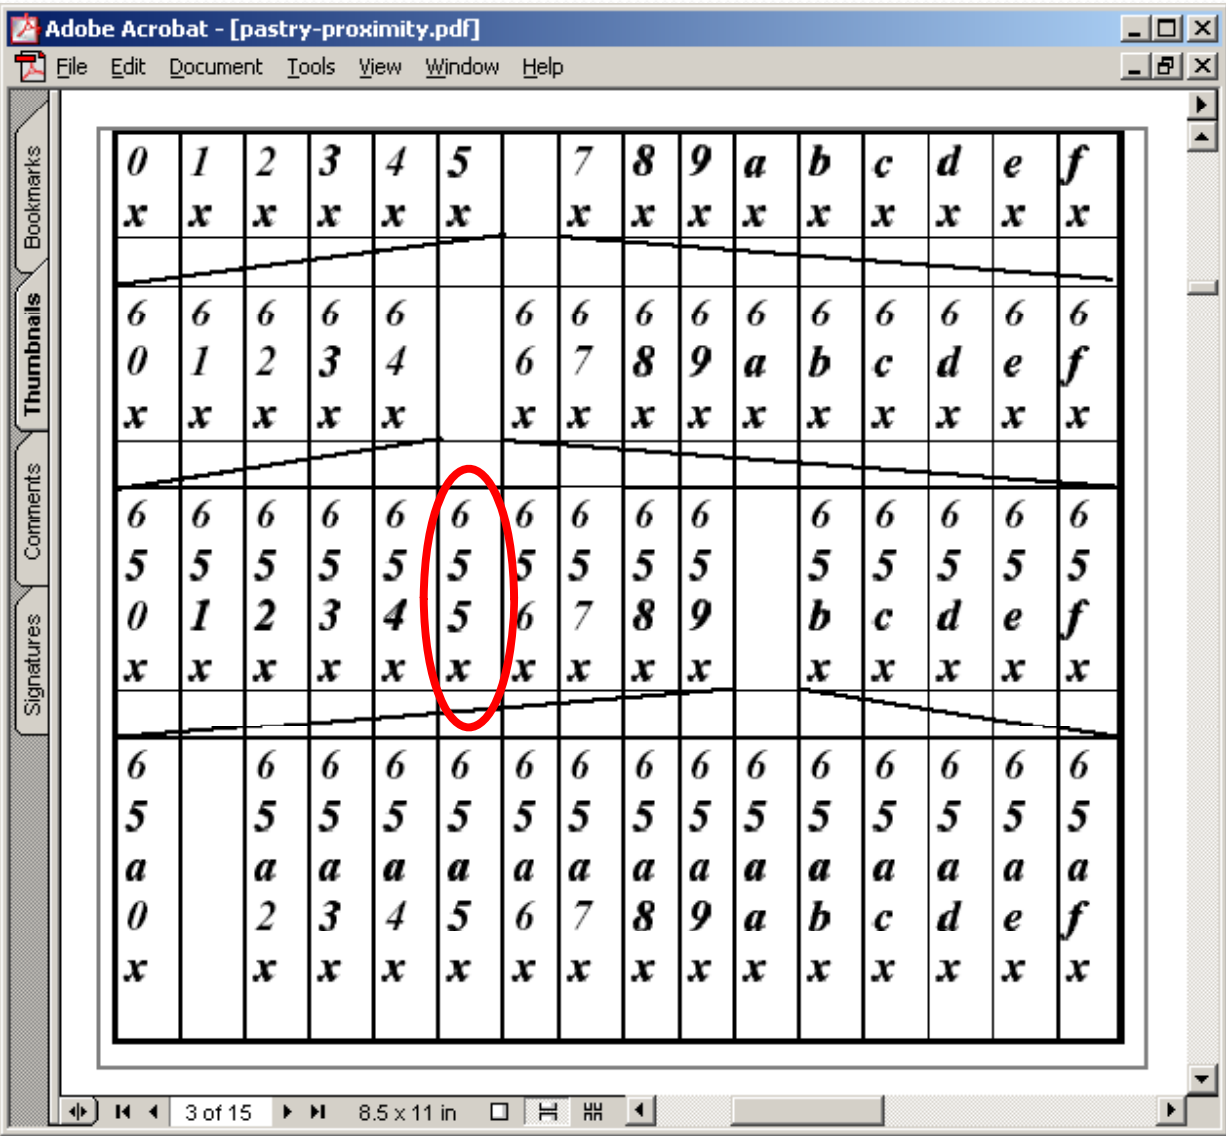 Adobe Acrobat - [pastry-proximity.pdf]
File Edit Document Tools View Window Help
Bookmarks
Thumbnails
Comments
Signatures
0 1 2 3 4 5 7 8 9 a b c d e f
x x x x x x x x x x x x x x x
6 6 6 6 6 6 6 6 6 6 6 6 6 6 6
0 1 2 3 4 6 7 8 9 a b c d e f
x x x x x x x x x x x x x x x
6 6 6 6 6 6 6 6 6 6 6 6 6 6 6
5 5 5 5 5 5 5 5 5 5 5 5 5 5 5
0 1 2 3 4 5 6 7 8 9 b c d e f
x x x x x x x x x x x x x x x
6 6 6 6 6 6 6 6 6 6 6 6 6 6 6
5 5 5 5 5 5 5 5 5 5 5 5 5 5 5
a a a a a a a a a a a a a a a
0 2 3 4 5 6 7 8 9 a b c d e f
x x x x x x x x x x x x x x x
3 of 15 8.5 x 11 in